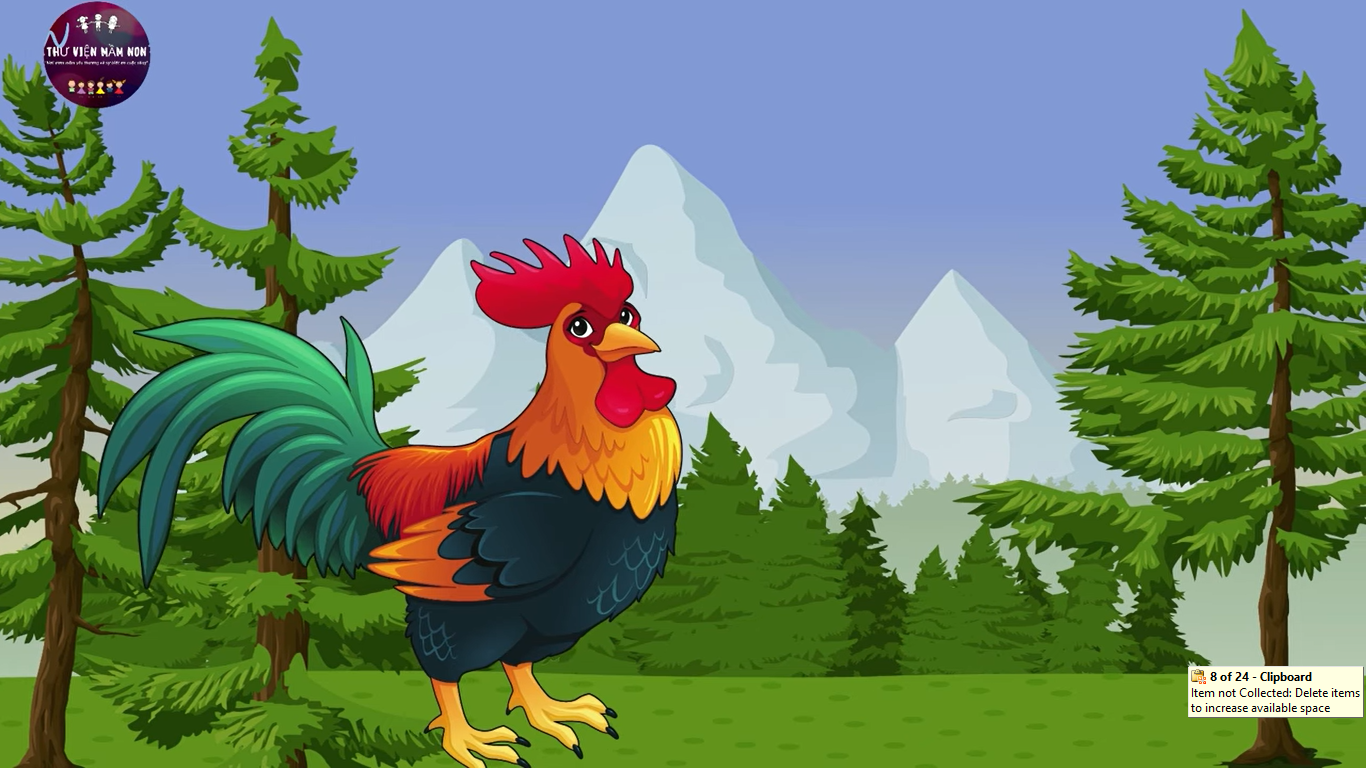 THƯ VIỆN MẦM NON
8 of 24 - Clipboard
Item not Collected: Delete items
to increase available space